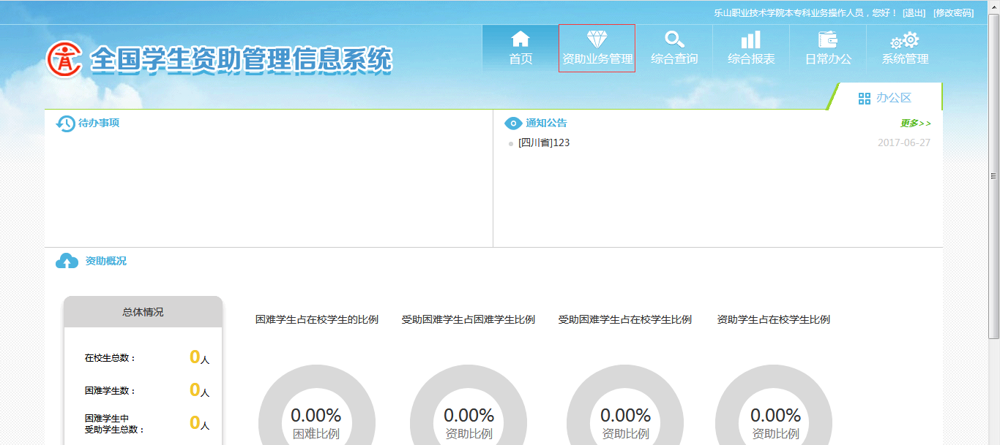 乐山职业技术学院本专科业务操作人员，您好！ [退出] [修改密码]
全国学生资助管理信息系统
首页
资助业务管理
综合查询
综合报表
日常办公
系统管理
办公区
待办事项
通知公告
更多>>
[四川省]123
2017-06-27
资助概况
总体情况
在校生总数：
0人
困难学生数：
0人
困难学生中
受助学生总数：
0人
困难学生占在校学生的比例
受助困难学生占困难学生比例
受助困难学生占在校学生比例
资助学生占在校学生比例
0.00%
困难比例
0.00%
资助比例
0.00%
资助比例
0.00%
资助比例